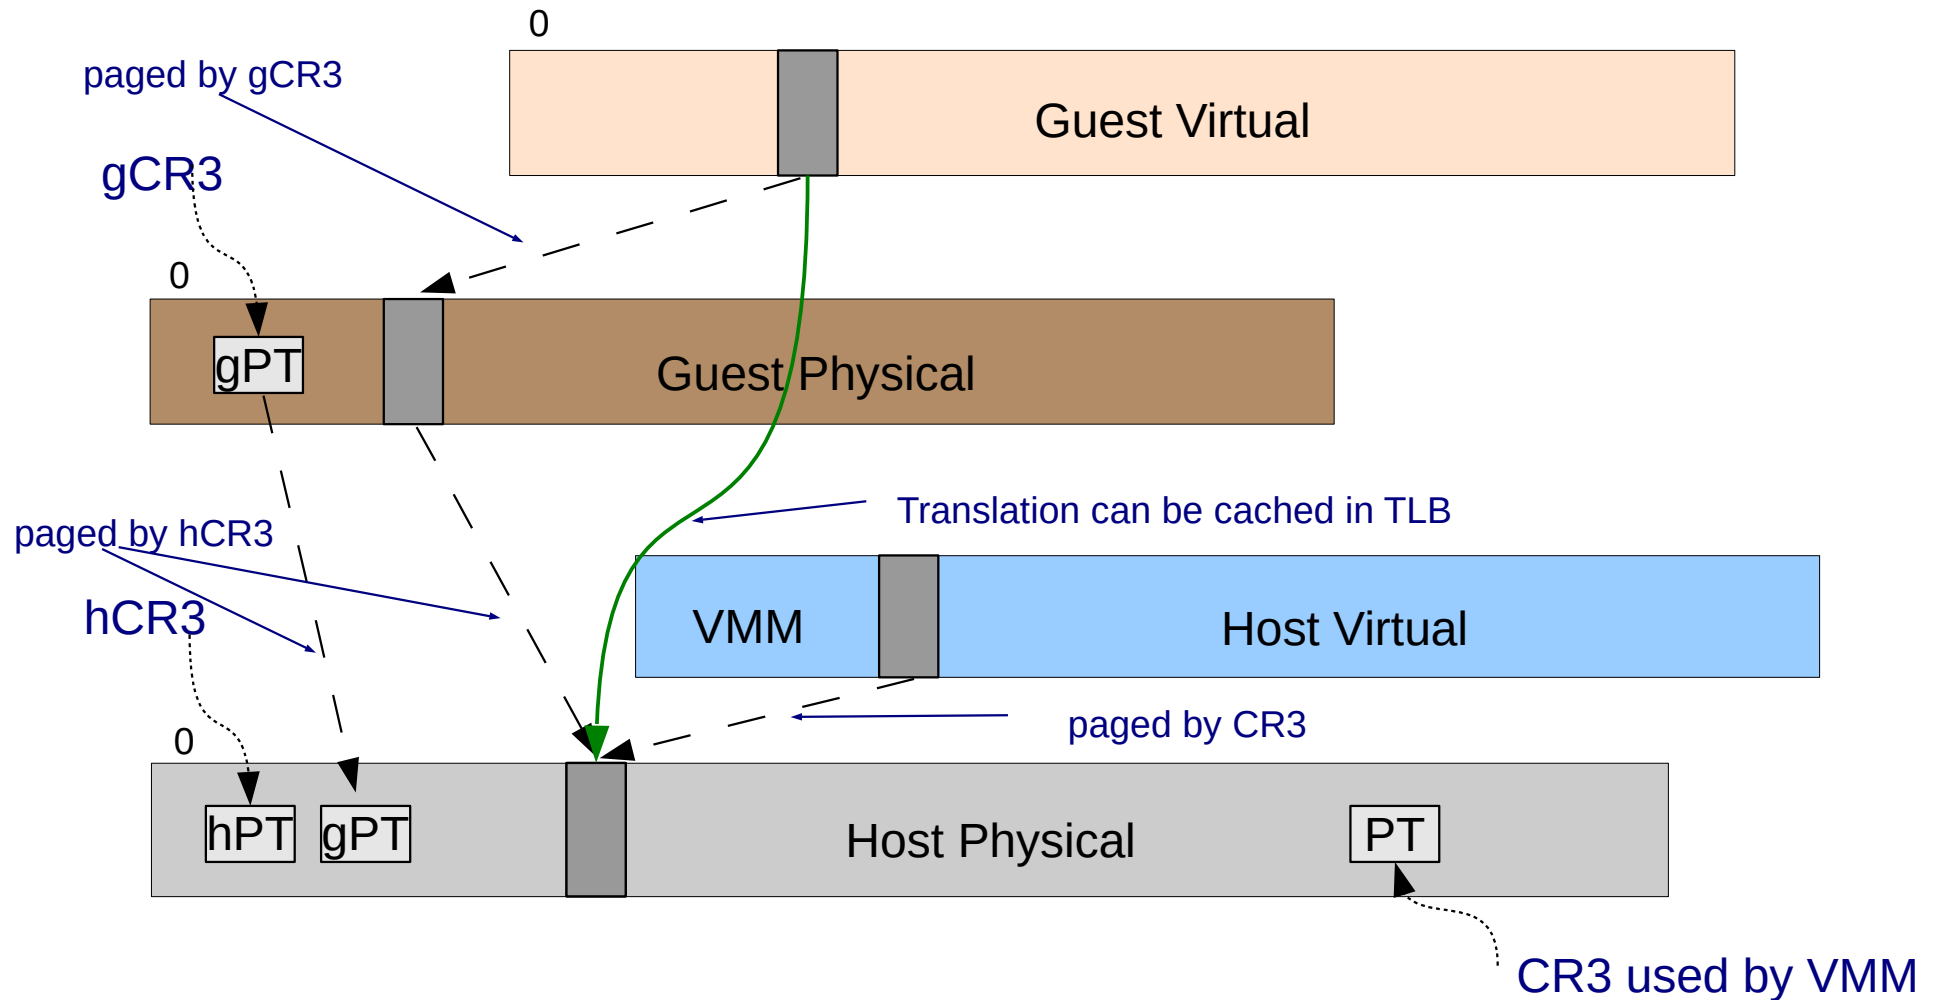 0
paged by gCR3
Guest Virtual
gCR3
0
gPT
Guest Physical
Translation can be cached in TLB
paged by hCR3
hCR3
VMM
Host Virtual
paged by CR3
0
hPT
gPT
Host Physical
PT
CR3 used by VMM